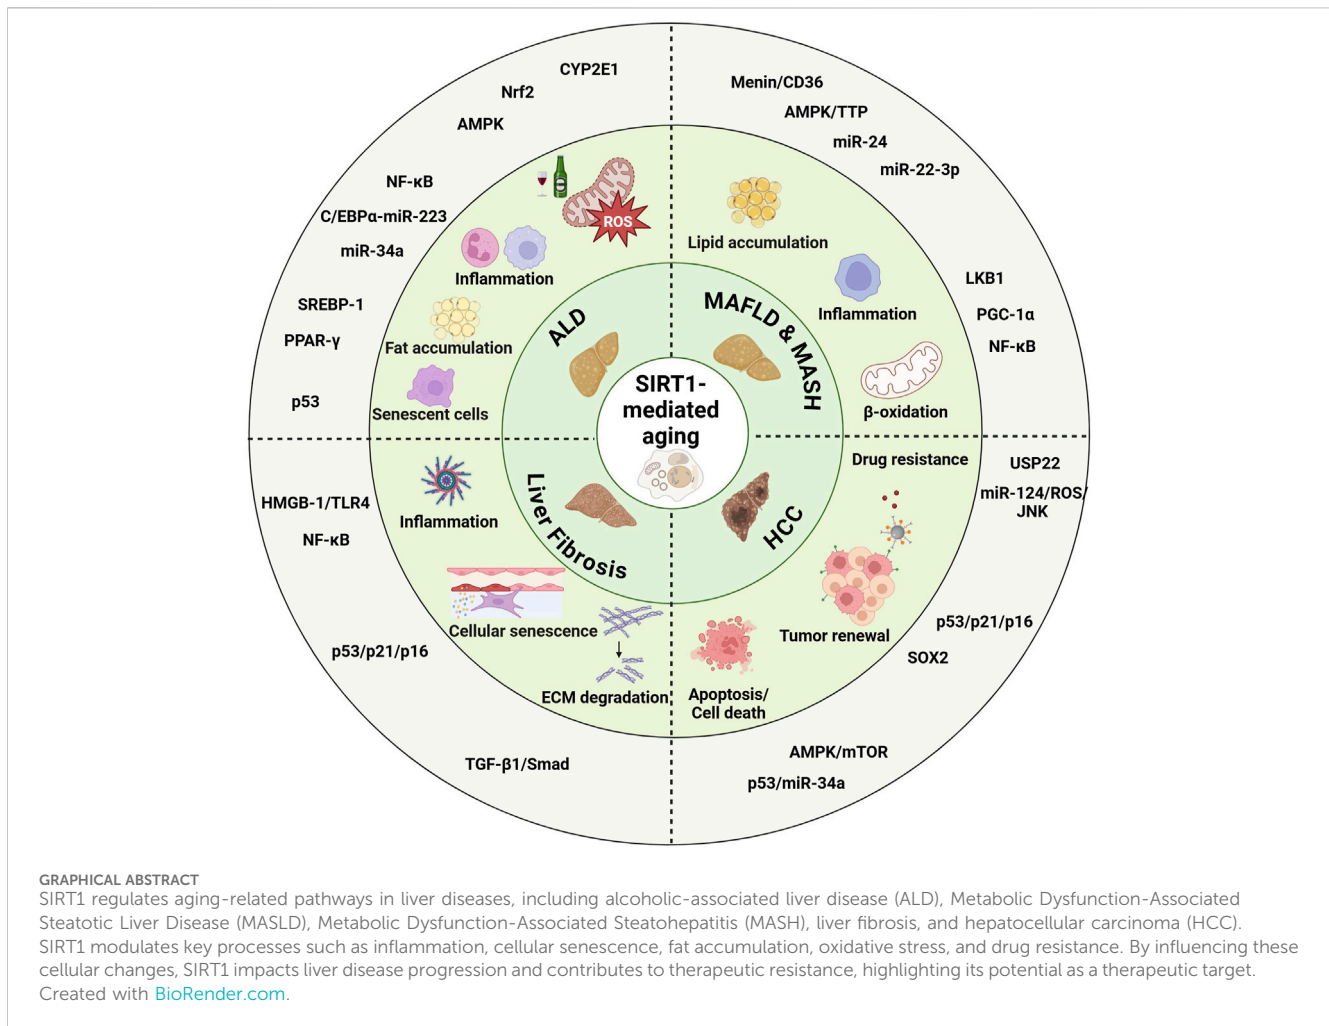 CYP2E1
Nrf2
AMPK
NF-κB
C/EBPα-miR-223
miR-34a
SREBP-1
PPAR-γ
p53
Menin/CD36
AMPK/TTP
miR-24
miR-22-3p
LKB1
PGC-1α
NF-κB
ROS
Inflammation
Fat accumulation
Senescent cells
Lipid accumulation
Inflammation
β-oxidation
ALD
MAFLD & MASH
SIRT1-
mediated
aging
Liver Fibrosis
HCC
Inflammation
Cellular senescence
ECM degradation
Drug resistance
Tumor renewal
Apoptosis/
Cell death
HMGB-1/TLR4
NF-κB
p53/p21/p16
TGF-β1/Smad
USP22
miR-124/ROS/
JNK
p53/p21/p16
SOX2
AMPK/mTOR
p53/miR-34a
GRAPHICAL ABSTRACT
SIRT1 regulates aging-related pathways in liver diseases, including alcoholic-associated liver disease (ALD), Metabolic Dysfunction-Associated
Steatotic Liver Disease (MASLD), Metabolic Dysfunction-Associated Steatohepatitis (MASH), liver fibrosis, and hepatocellular carcinoma (HCC).
SIRT1 modulates key processes such as inflammation, cellular senescence, fat accumulation, oxidative stress, and drug resistance. By influencing these
cellular changes, SIRT1 impacts liver disease progression and contributes to therapeutic resistance, highlighting its potential as a therapeutic target.
Created with BioRender.com.